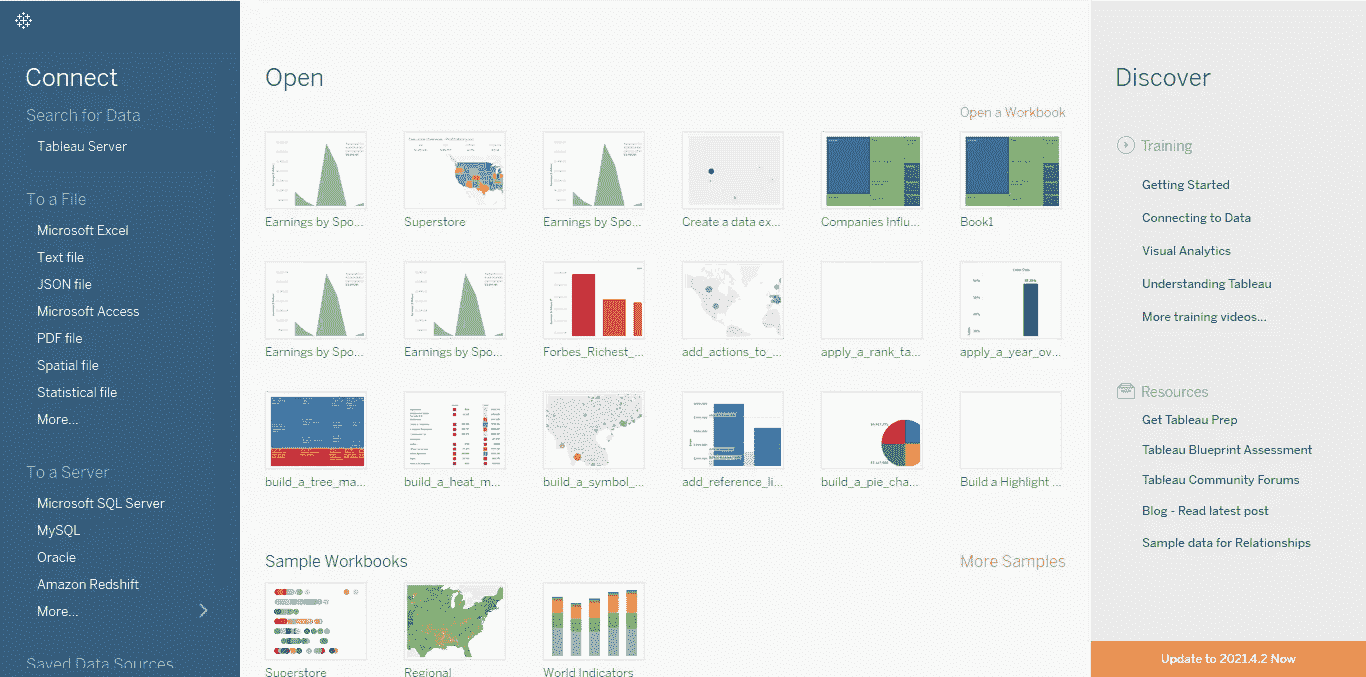 Connect
Search for Data
Tableau Server
To a File
Microsoft Excel
Text file
JSON file
Microsoft Access
PDF file
Spatial file
Statistical file
More...
To a Server
Microsoft SQL Server
MySQL
Oracle
Amazon Redshift
More...
Saved Data Sources
Open
Open a Workbook
Earnings by Spo...
Superstore
Earnings by Spo...
Create a data ex...
Companies Influ...
Book1
Earnings by Spo...
Earnings by Spo...
Forbes_Richest_...
add_actions_to_...
apply_a_rank_ta...
apply_a_year_ov...
build_a_tree_ma...
build_a_heat_m...
build_a_symbol_...
add_reference_li...
build_a_pie_cha...
Build a Highlight ...
Sample Workbooks
More Samples
Superstore
Regional
World Indicators
Discover
Training
Getting Started
Connecting to Data
Visual Analytics
Understanding Tableau
More training videos...
Resources
Get Tableau Prep
Tableau Blueprint Assessment
Tableau Community Forums
Blog - Read latest post
Sample data for Relationships
Update to 2021.4.2 Now